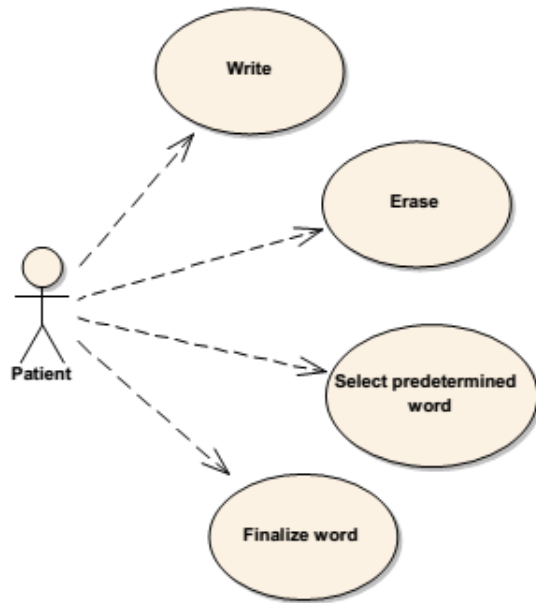 Write
Erase
Patient
Select predetermined
word
Finalize word